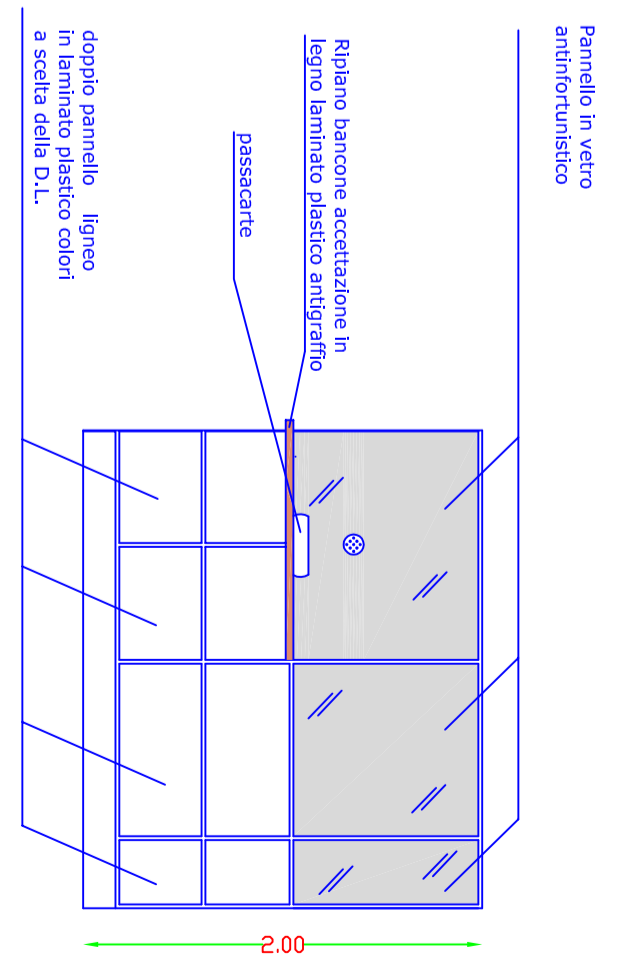 Pannello in vetro
antinfortunistico
Ripiano bancone accettazione in
legno laminato plastico antigraffio
passacarte
doppio pannello ligneo
in laminato plastico colori
a scelta della D.L.
2.00